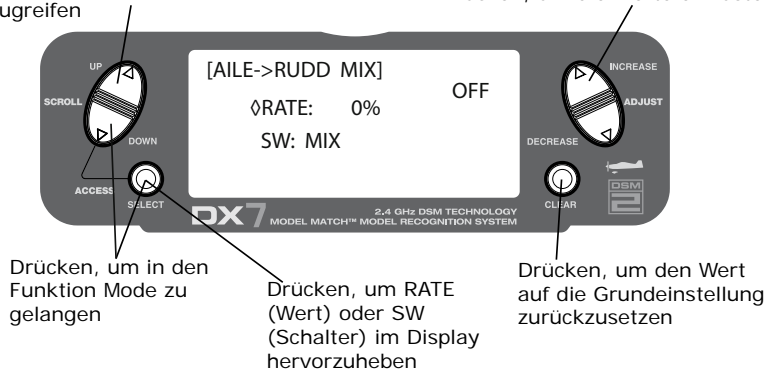 ugreifen
UP
INCREASE
[AILE->RUDD MIX]
OFF
SCROLL
◊RATE: 0%
ADJUST
SW: MIX
DOWN
DECREASE
ACCESS
SELECT
CLEAR
DSM
2
DX7
2.4 GHz DSM TECHNOLOGY
MODEL MATCH™ MODEL RECOGNITION SYSTEM
Drücken, um in den
Funktion Mode zu
gelangen
Drücken, um RATE
(Wert) oder SW
(Schalter) im Display
hervorzuheben
Drücken, um den Wert
auf die Grundeinstellung
zurückzusetzen